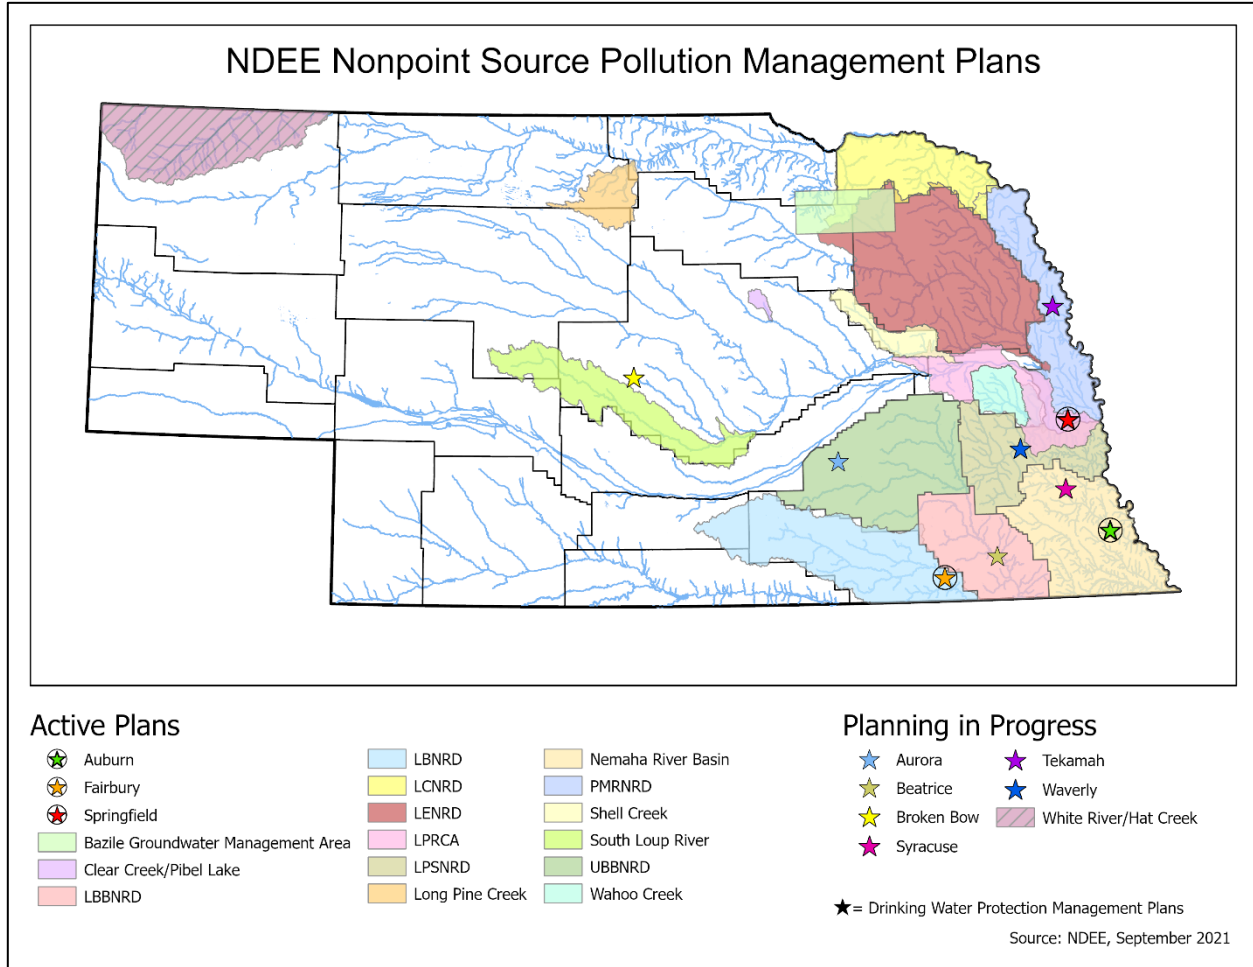 NDEE Nonpoint Source Pollution Management Plans
Active Plans
Auburn
Fairbury
Springfield
Bazile Groundwater Management Area
Clear Creek/Pibel Lake
LBBNRD
LBNRD
LCNRD
LENRD
LPRCA
LPSNRD
Long Pine Creek
Nemaha River Basin
PMRNRD
Shell Creek
South Loup River
UBBNRD
Wahoo Creek
Planning in Progress
Aurora
Beatrice
Broken Bow
Syracuse
Tekamah
Waverly
White River/Hat Creek
★= Drinking Water Protection Management Plans
Source: NDEE, September 2021